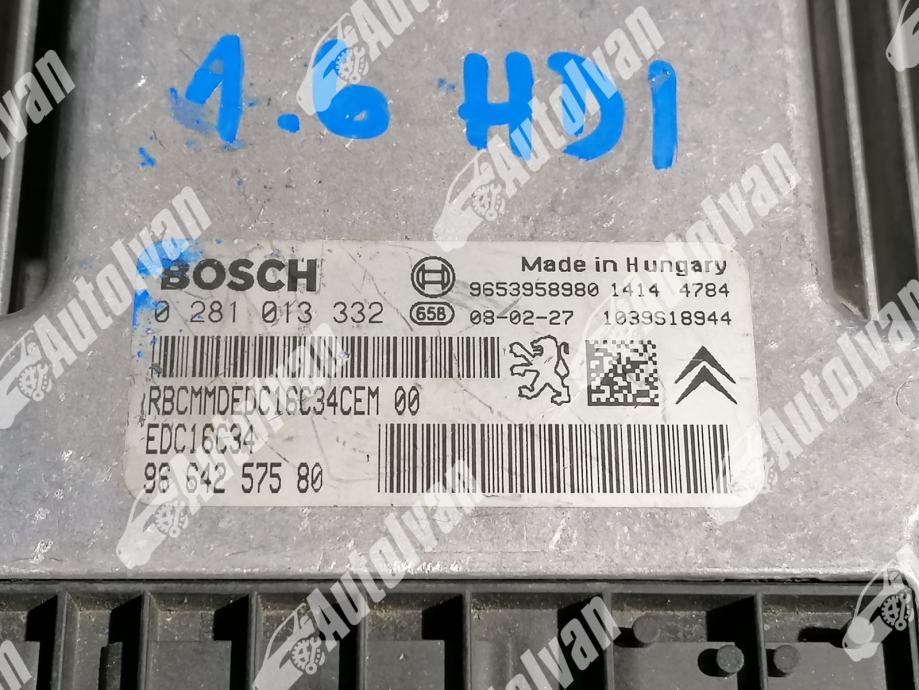 1.6 HDI
BOSCH
Made in Hungary
9653958980 1414 4784
0 281 013 332
658
08-02-27 1039S18944
RBCMMDEDC16C34CEM 00
EDC16C34
96 642 575 80
AutoIvan